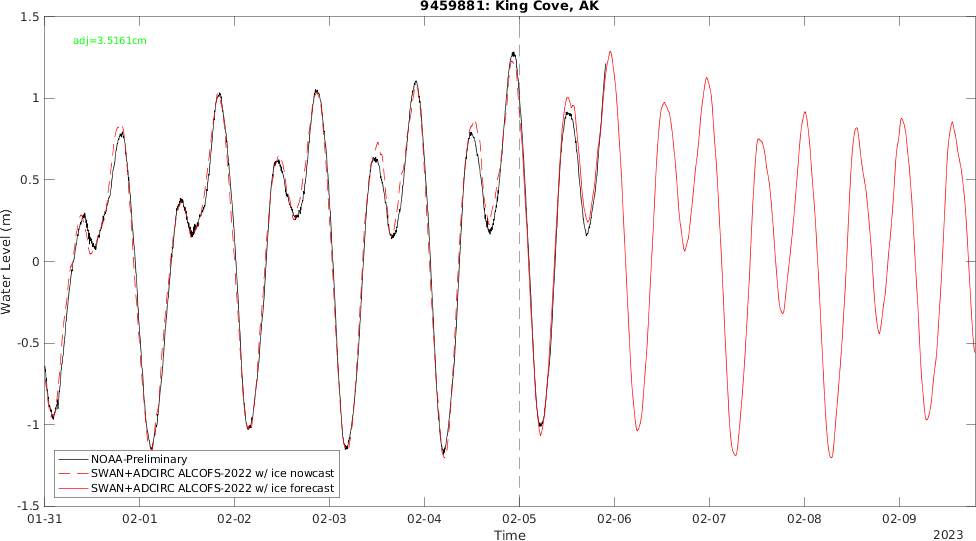 9459881: King Cove, AK
adj=3.5161cm
Water Level (m)
1.5
1
0.5
0
-0.5
-1
-1.5
NOAA-Preliminary
SWAN+ADCIRC ALCOFS-2022 w/ ice nowcast
SWAN+ADCIRC ALCOFS-2022 w/ ice forecast
01-31 02-01 02-02 02-03 02-04 02-05 02-06 02-07 02-08 02-09
Time
2023